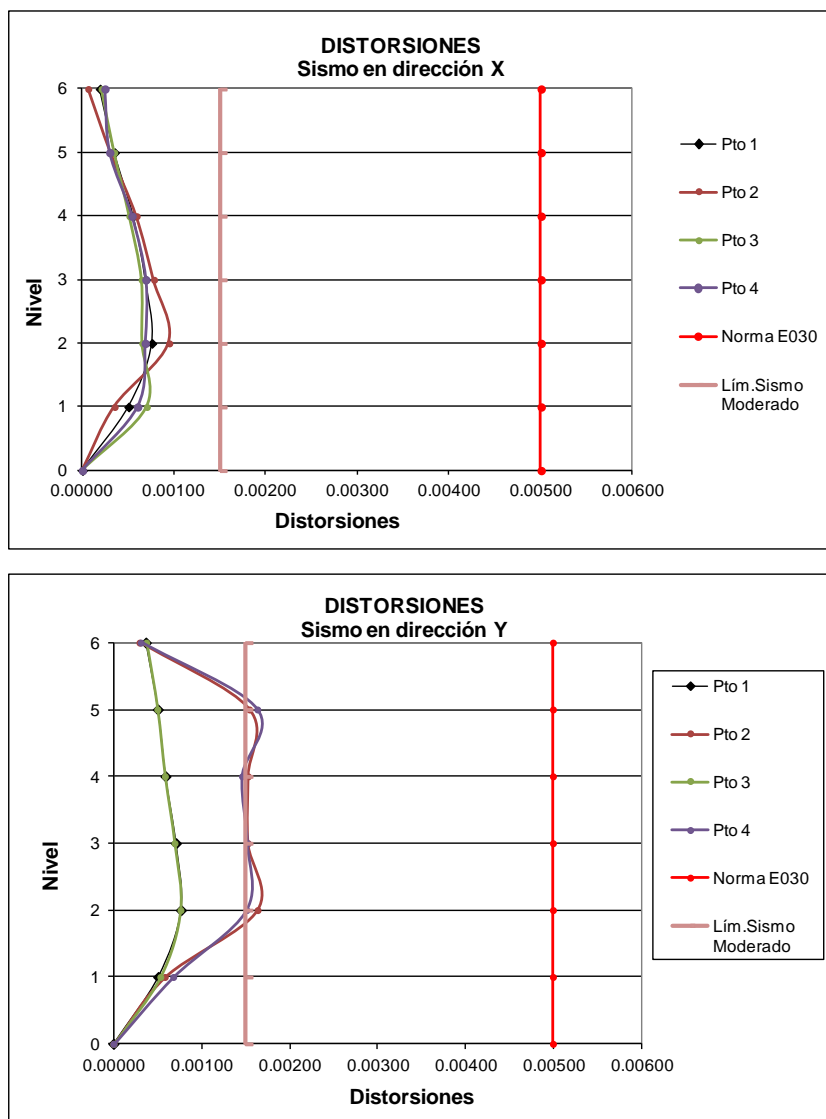 DISTORSIONES
Sismo en dirección X
6
5
4
3
2
1
0
Nivel
0.00000 0.00100 0.00200 0.00300 0.00400 0.00500 0.00600
Distorsiones
Pto 1
Pto 2
Pto 3
Pto 4
Norma E030
Lím.Sismo
Moderado
DISTORSIONES
Sismo en dirección Y
6
5
4
3
2
1
0
Nivel
0.00000 0.00100 0.00200 0.00300 0.00400 0.00500 0.00600
Distorsiones
Pto 1
Pto 2
Pto 3
Pto 4
Norma E030
Lím.Sismo
Moderado